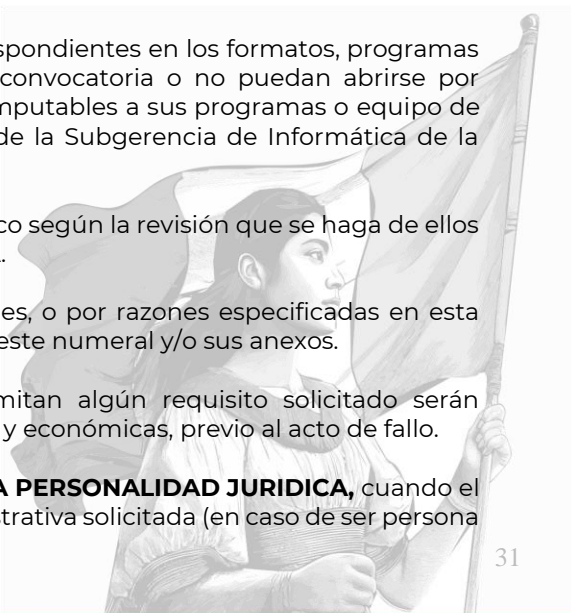 spondientes en los formatos, programas
convocatoria o no puedan abrirse por
mputables a sus programas o equipo de
de la Subgerencia de Informática de la
co según la revisión que se haga de ellos
.
es, o por razones especificadas en esta
este numeral y/o sus anexos.
mitan algún requisito solicitado serán
y económicas, previo al acto de fallo.
A PERSONALIDAD JURIDICA, cuando el
strativa solicitada (en caso de ser persona
31